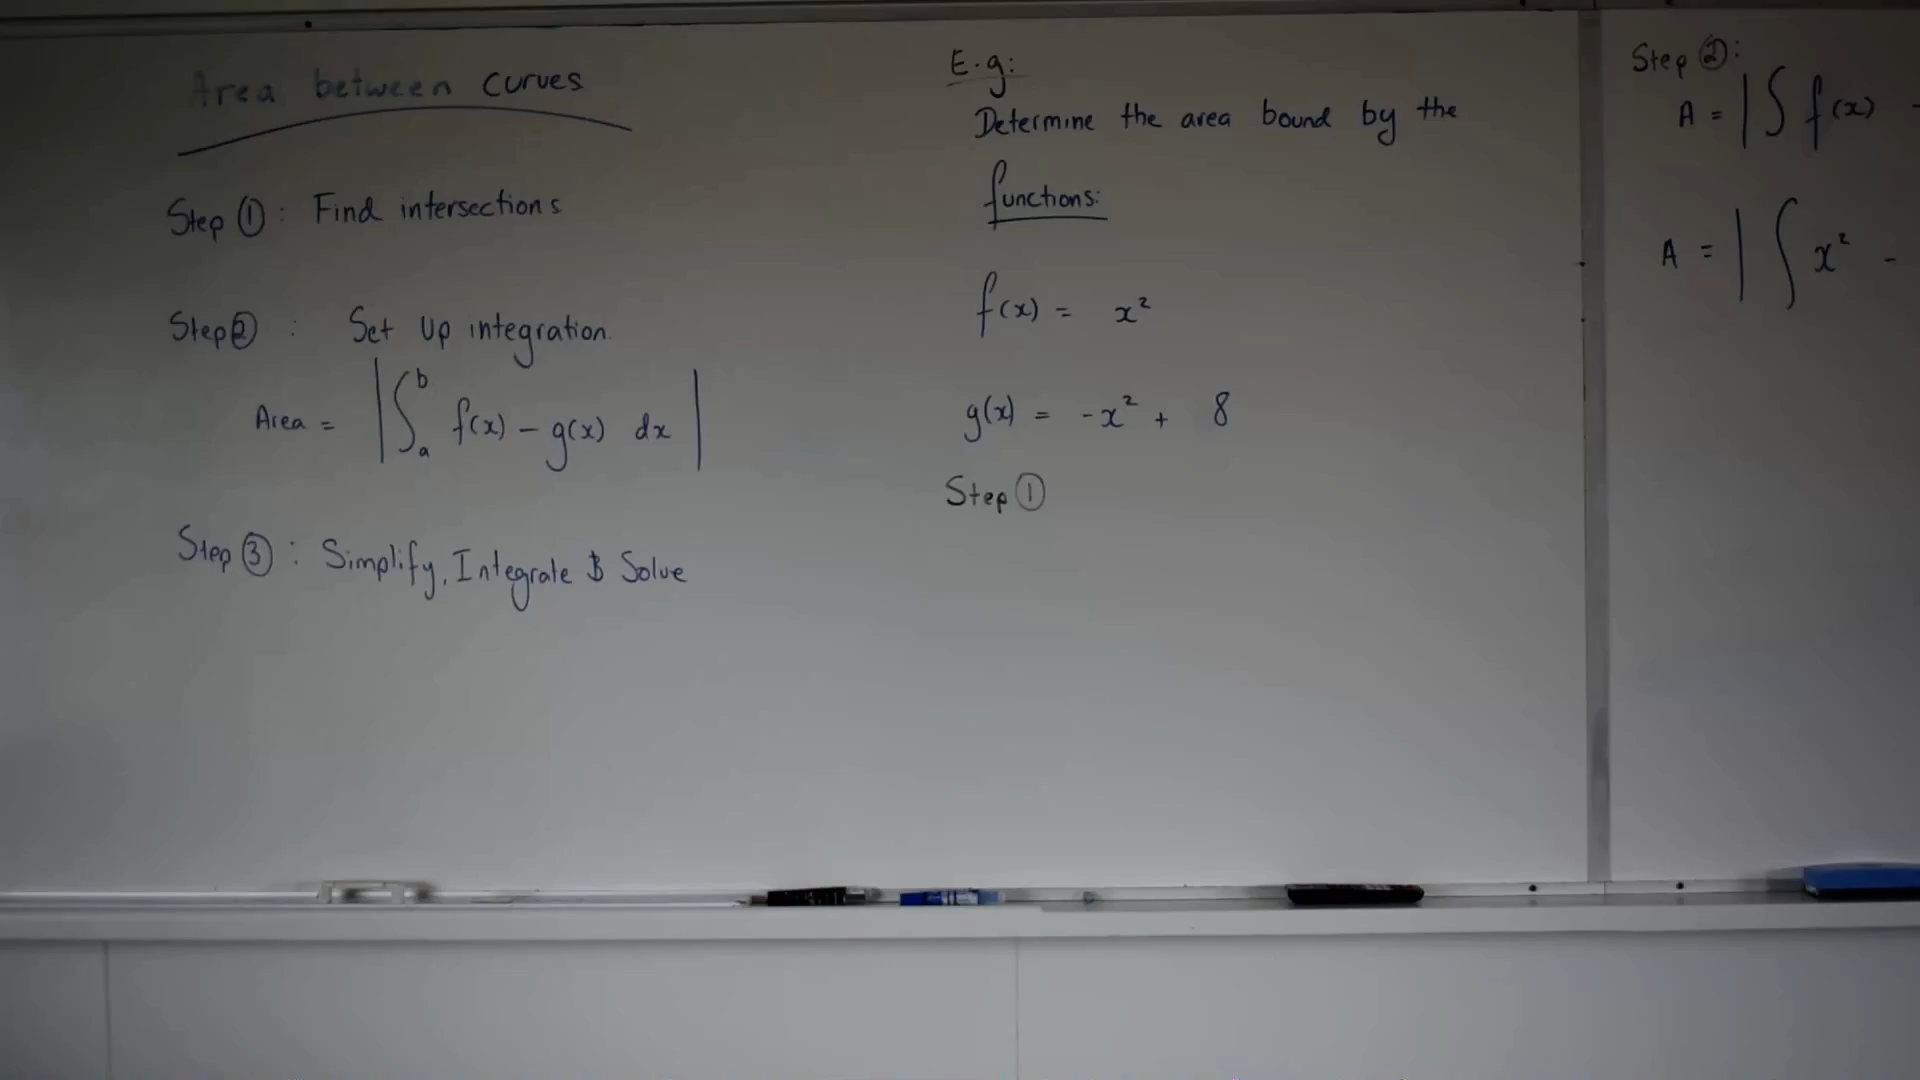 Area between curves
Step ①: Find intersections
Step ② : Set Up integration.
Area = | ∫ₐᵇ f(x) - g(x) dx |
Step ③: Simplify, Integrate & Solve
E.g:
Determine the area bound by the
functions:
f(x) = x²
g(x) = -x² + 8
Step ①
Step ②:
A = | ∫ f(x) -
A = | ∫ x² -